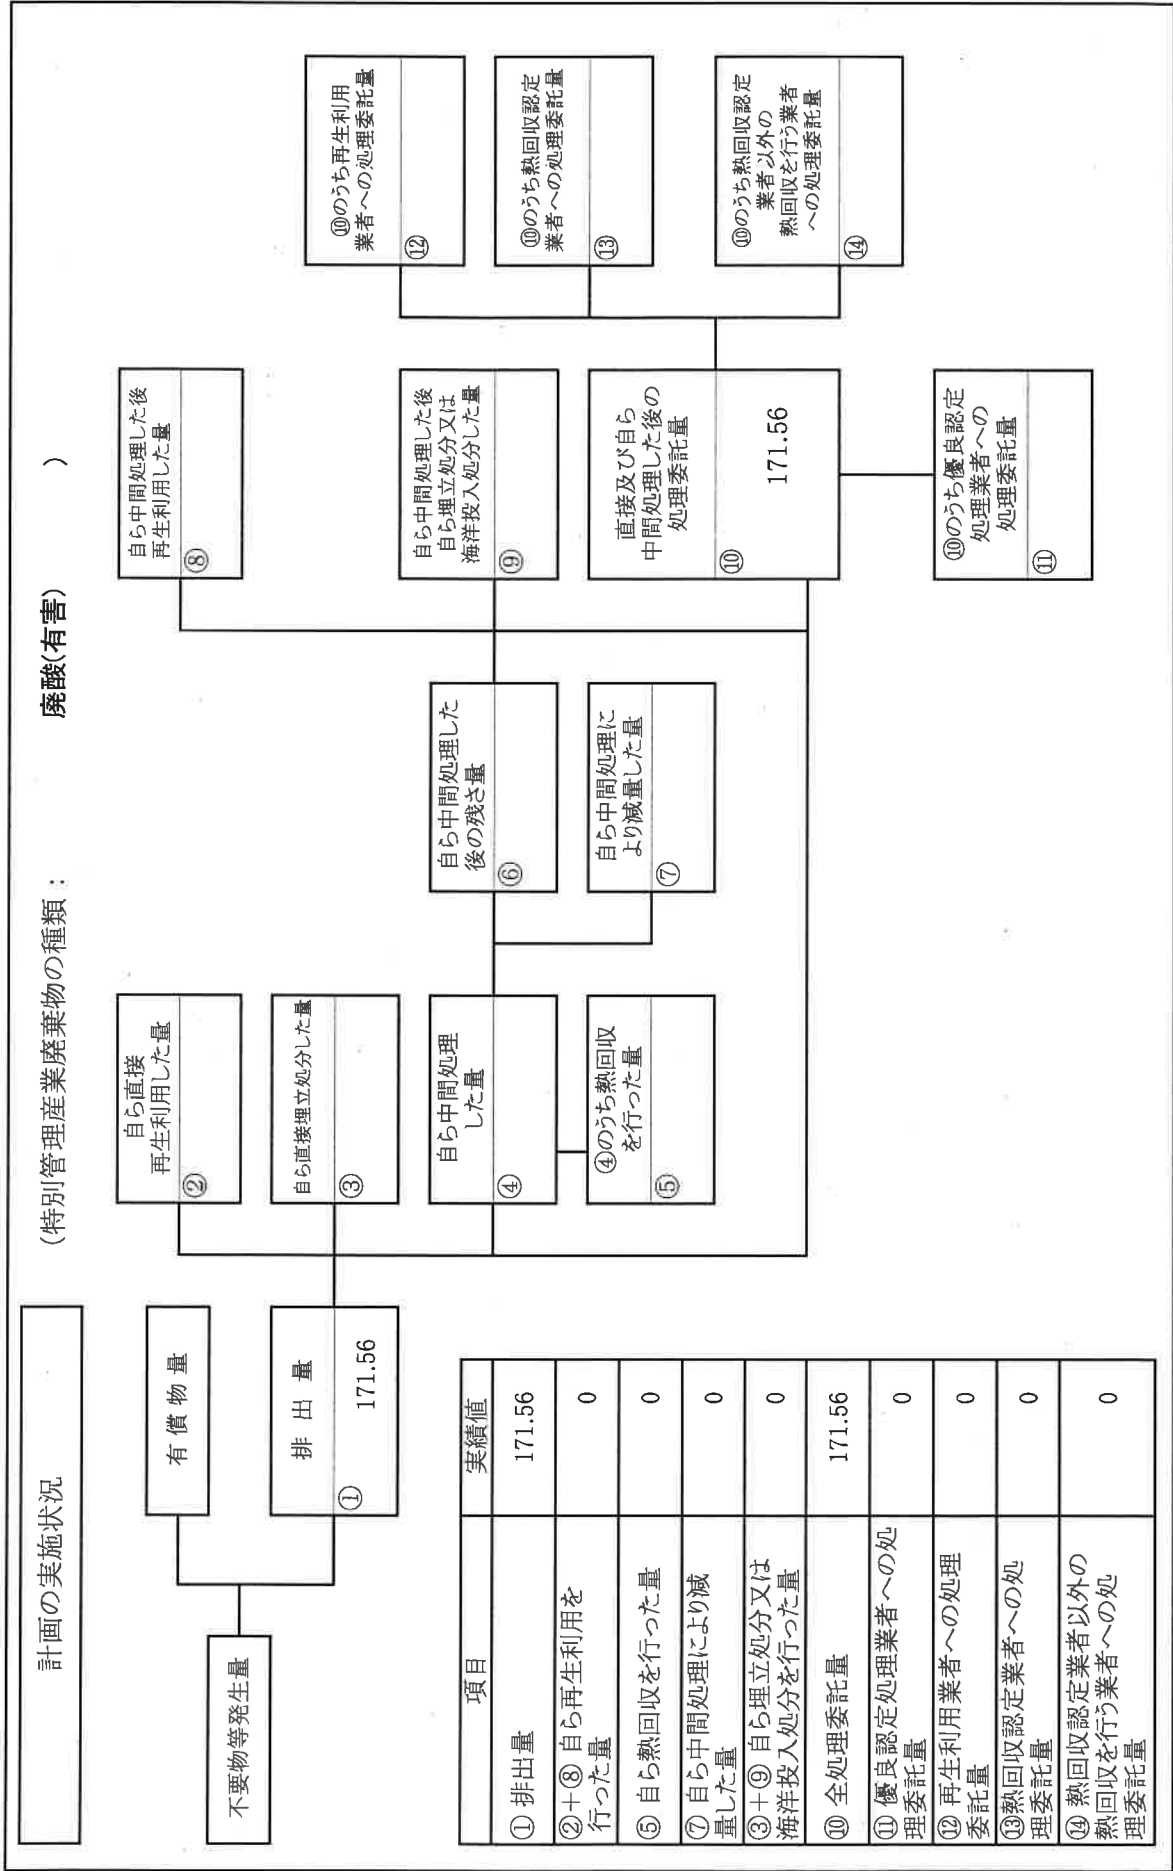 計画の実施状況
(特別管理産業廃棄物の種類： 廃酸(有害) )
不要物等発生量
有 償 物 量
排 出 量
①
171.56
自ら直接
再生利用した量
②
自ら直接埋立処分した量
③
自ら中間処理
した量
④
④のうち熱回収
を行った量
⑤
自ら中間処理した
後の残さ量
⑥
自ら中間処理に
より減量した量
⑦
自ら中間処理した後
再生利用した量
⑧
自ら中間処理した後
自ら埋立処分又は
海洋投入処分した量
⑨
直接及び自ら
中間処理した後の
処理委託量
⑩
171.56
⑩のうち優良認定
処理業者への
処理委託量
⑪
⑩のうち再生利用
業者への処理委託量
⑫
⑩のうち熱回収認定
業者への処理委託量
⑬
⑩のうち熱回収認定
業者以外の
熱回収を行う業者
への処理委託量
⑭
項目 実績値
① 排出量 171.56
②＋⑧ 自ら再生利用を
行った量 0
⑤ 自ら熱回収を行った量 0
⑦ 自ら中間処理により減
量した量 0
③＋⑨ 自ら埋立処分又は
海洋投入処分を行った量 0
⑩ 全処理委託量 171.56
⑪ 優良認定処理業者への処
理委託量 0
⑫ 再生利用業者への処理
委託量 0
⑬熱回収認定業者への処
理委託量 0
⑭ 熱回収認定業者以外の
熱回収を行う業者への処
理委託量 0